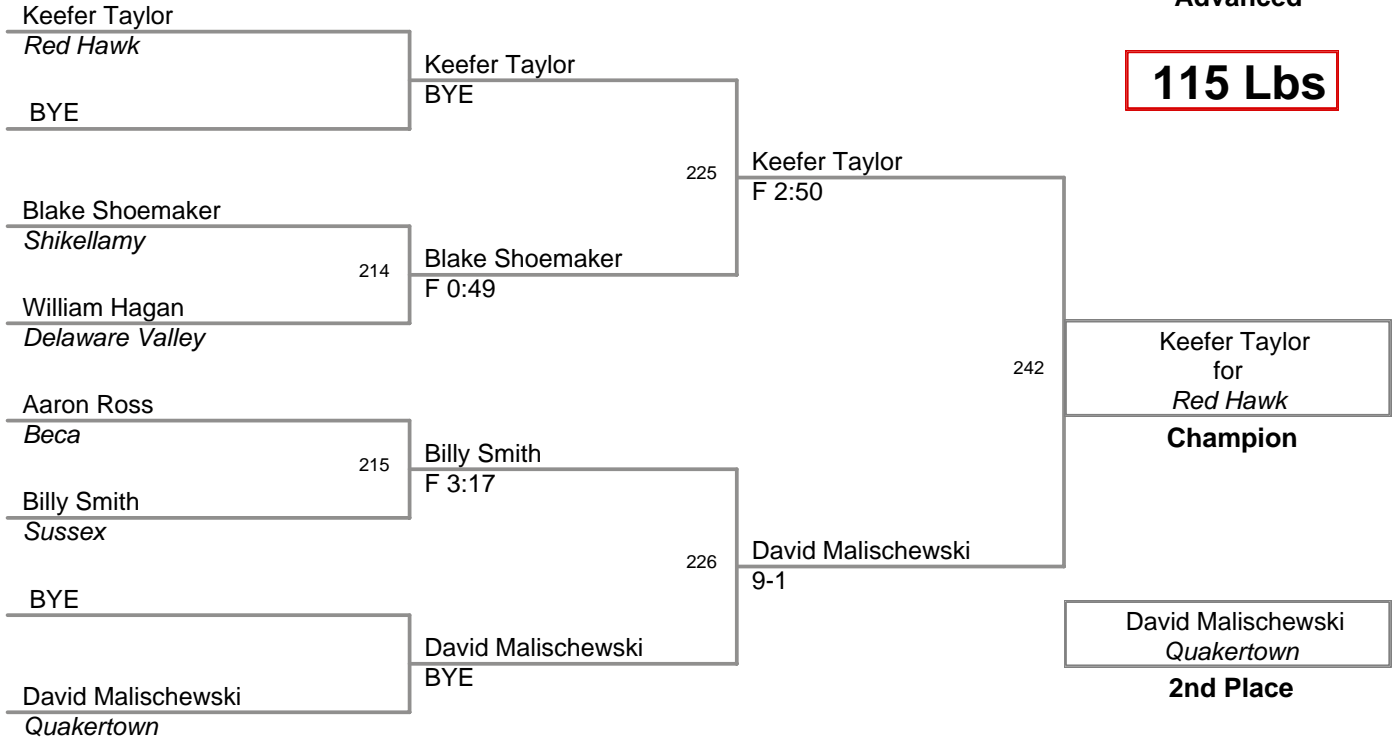 Advanced
115 Lbs
Keefer Taylor
Red Hawk
BYE
Blake Shoemaker
Shikellamy
William Hagan
Delaware Valley
Aaron Ross
Beca
Billy Smith
Sussex
BYE
David Malischewski
Quakertown
Keefer Taylor
BYE
214
Blake Shoemaker
F 0:49
215
Billy Smith
F 3:17
David Malischewski
BYE
225
Keefer Taylor
F 2:50
226
David Malischewski
9-1
242
Keefer Taylor
for
Red Hawk
Champion
David Malischewski
Quakertown
2nd Place